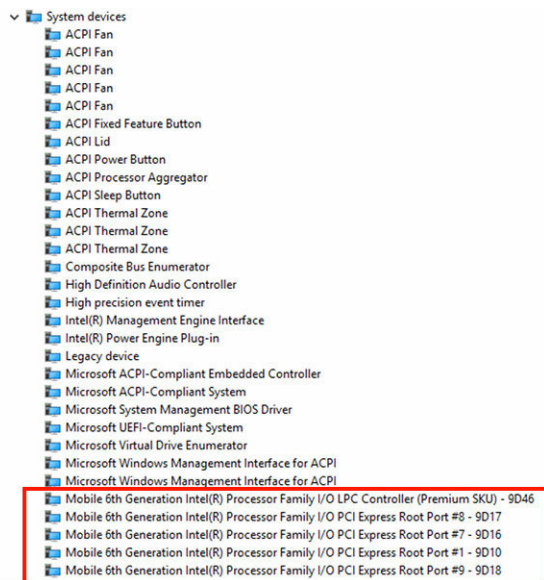 System devices
ACPI Fan
ACPI Fan
ACPI Fan
ACPI Fan
ACPI Fan
ACPI Fixed Feature Button
ACPI Lid
ACPI Power Button
ACPI Processor Aggregator
ACPI Sleep Button
ACPI Thermal Zone
ACPI Thermal Zone
ACPI Thermal Zone
Composite Bus Enumerator
High Definition Audio Controller
High precision event timer
Intel(R) Management Engine Interface
Intel(R) Power Engine Plug-in
Legacy device
Microsoft ACPI-Compliant Embedded Controller
Microsoft ACPI-Compliant System
Microsoft System Management BIOS Driver
Microsoft UEFI-Compliant System
Microsoft Virtual Drive Enumerator
Microsoft Windows Management Interface for ACPI
Microsoft Windows Management Interface for ACPI
Mobile 6th Generation Intel(R) Processor Family I/O LPC Controller (Premium SKU) - 9D46
Mobile 6th Generation Intel(R) Processor Family I/O PCI Express Root Port #8 - 9D17
Mobile 6th Generation Intel(R) Processor Family I/O PCI Express Root Port #7 - 9D16
Mobile 6th Generation Intel(R) Processor Family I/O PCI Express Root Port #1 - 9D10
Mobile 6th Generation Intel(R) Processor Family I/O PCI Express Root Port #9 - 9D18